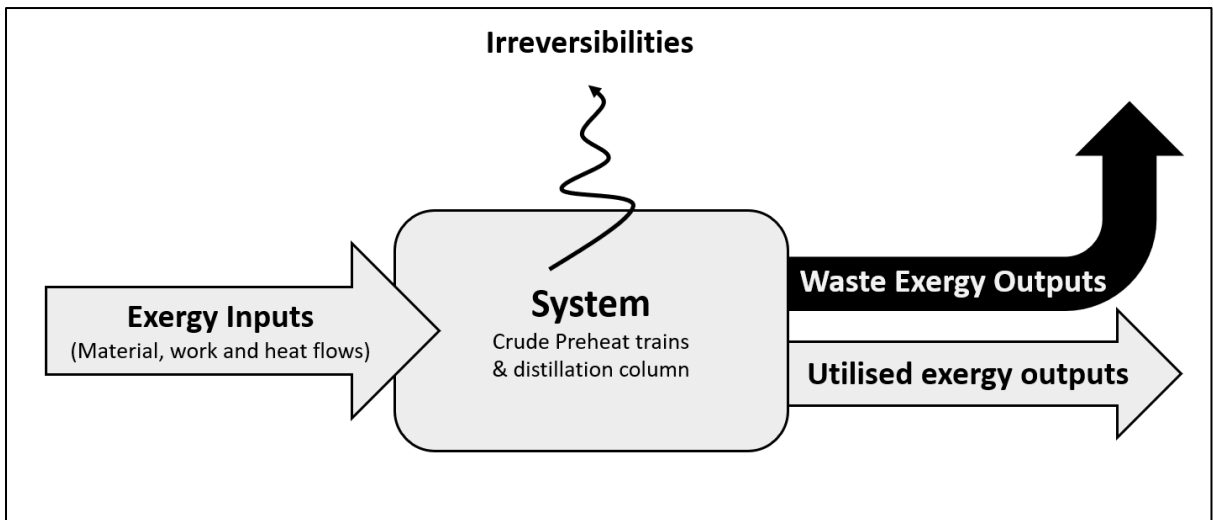 Irreversibilities
Exergy Inputs
(Material, work and heat flows)
System
Crude Preheat trains
& distillation column
Waste Exergy Outputs
Utilised exergy outputs